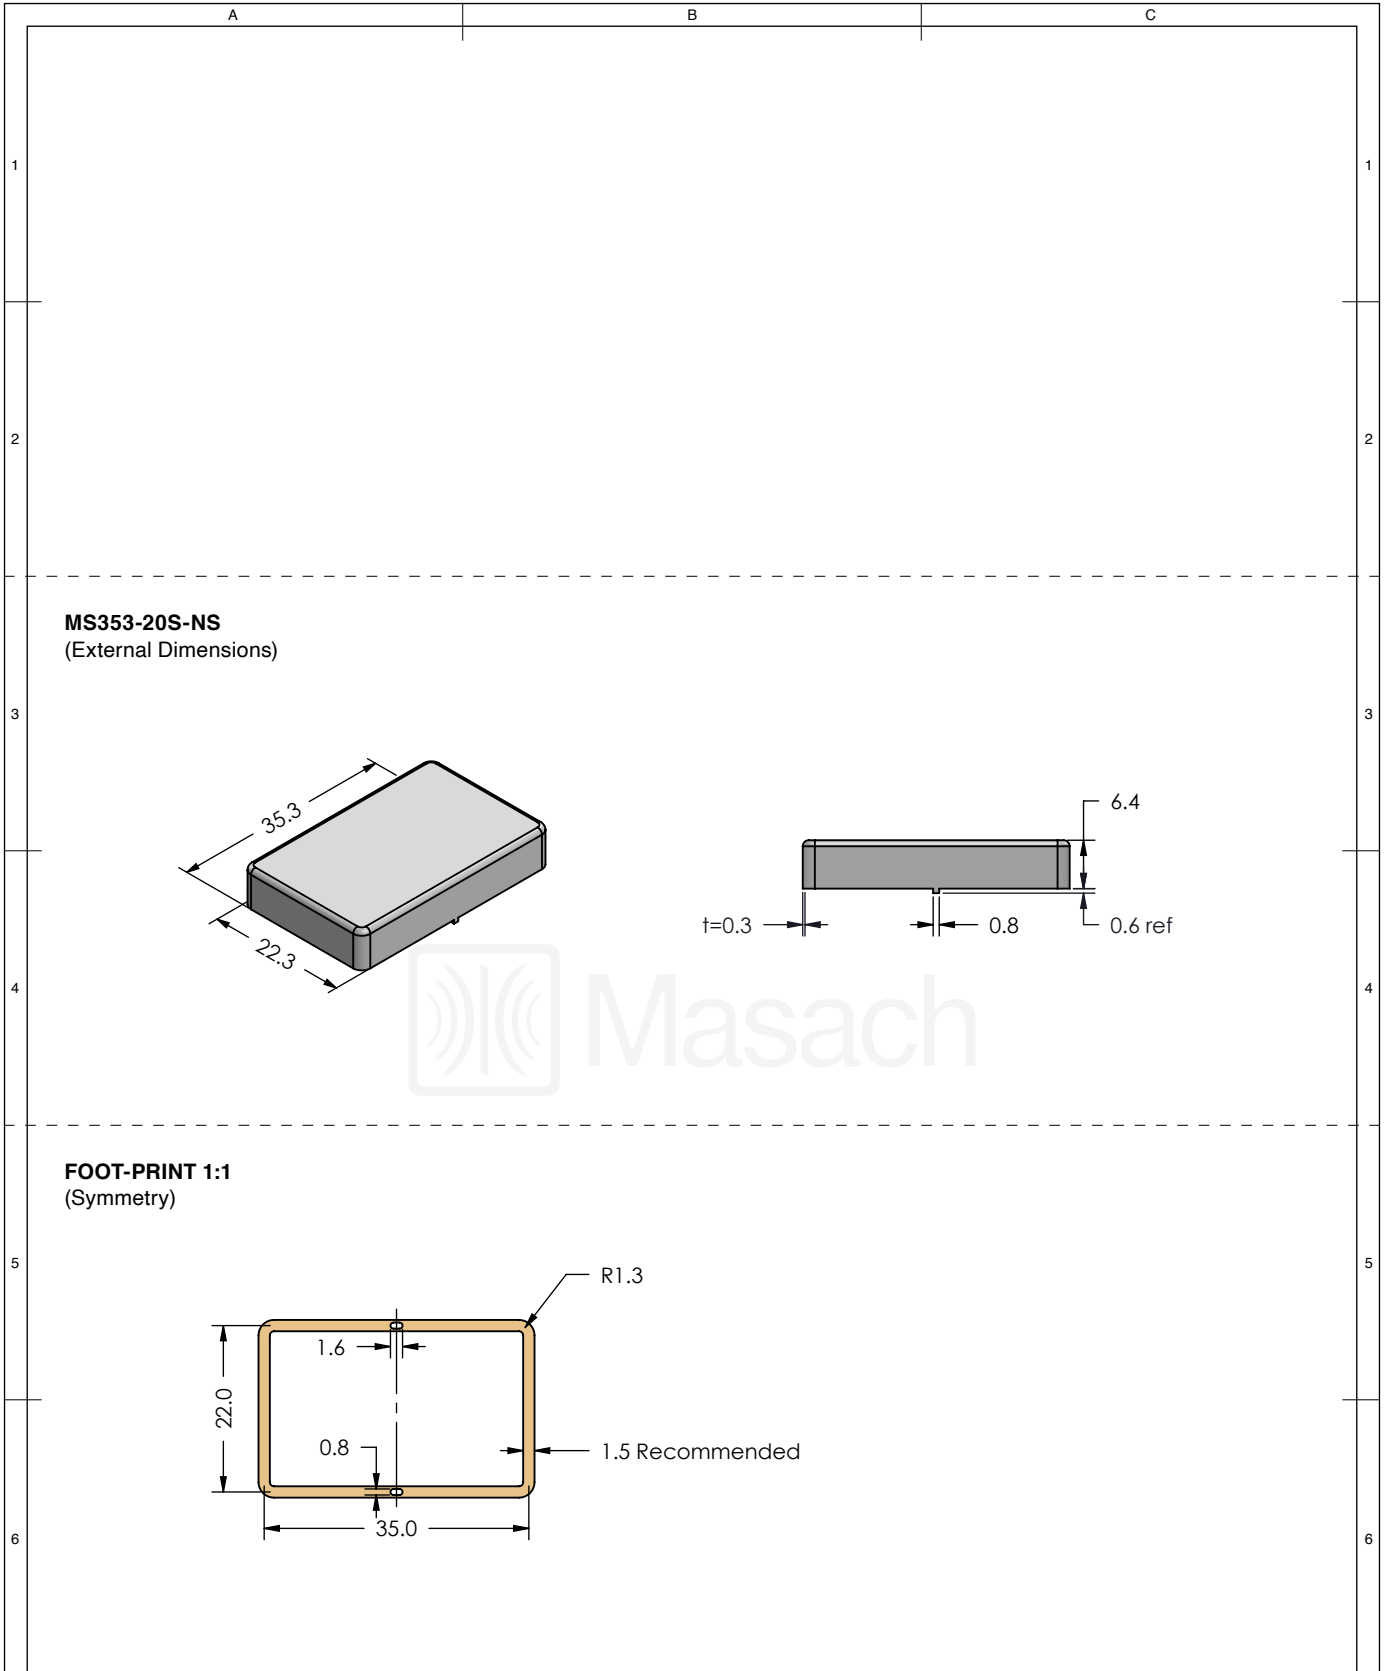 A B C
1 1
2 2
MS353-20S-NS
(External Dimensions)
3 3
35.3
22.3
6.4
t=0.3
0.8
0.6 ref
4 4
Masach
FOOT-PRINT 1:1
(Symmetry)
5 5
R1.3
1.6
22.0
0.8
1.5 Recommended
35.0
6 6